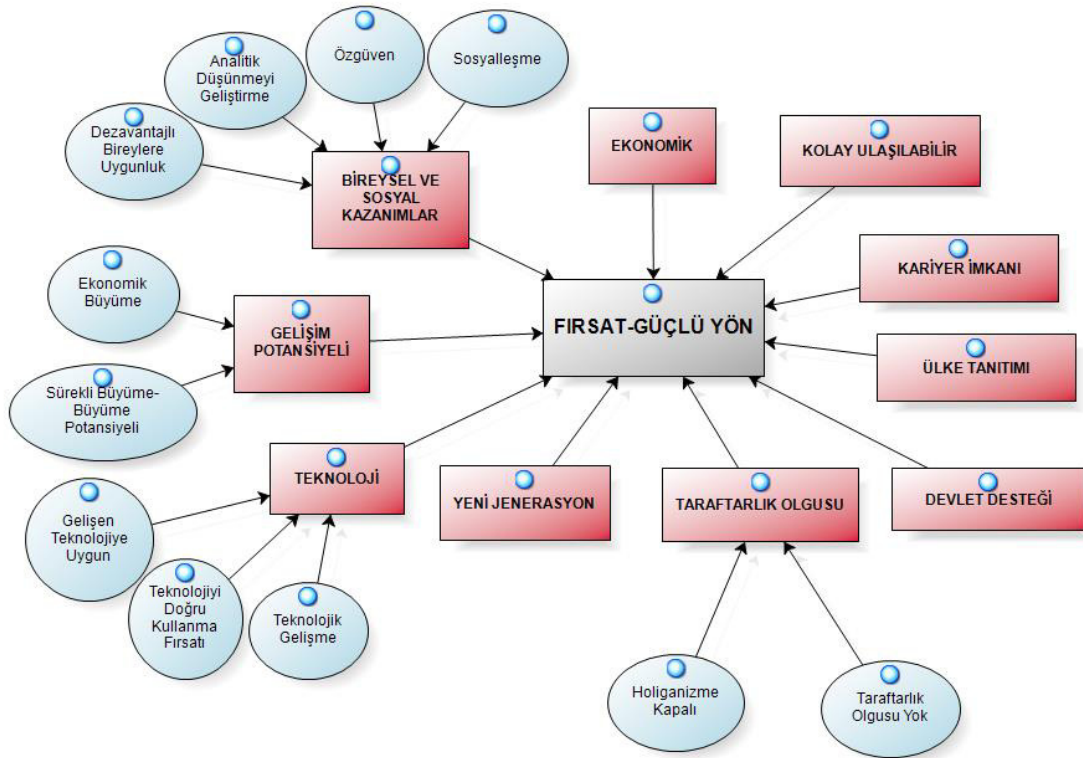 Analitik
Düşünmeyi
Geliştirme
Özgüven
Sosyalleşme
Dezavantajlı
Bireylere
Uygunluk
BİREYSEL VE
SOSYAL
KAZANIMLAR
EKONOMİK
KOLAY ULAŞILABİLİR
KARİYER İMKANI
Ekonomik
Büyüme
GELİŞİM
POTANSİYELİ
FIRSAT-GÜÇLÜ YÖN
ÜLKE TANITIMI
Sürekli Büyüme-
Büyüme
Potansiyeli
TEKNOLOJİ
YENİ JENERASYON
TARAFTARLIK OLGUSU
DEVLET DESTEĞİ
Gelişen
Teknolojiye
Uygun
Teknolojiyi
Doğru
Kullanma
Fırsatı
Teknolojik
Gelişme
Holiganizme
Kapalı
Taraftarlık
Olgusu Yok